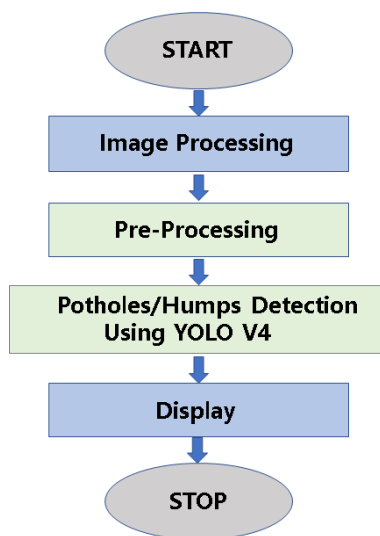 START
Image Processing
Pre-Processing
Potholes/Humps Detection
Using YOLO V4
Display
STOP